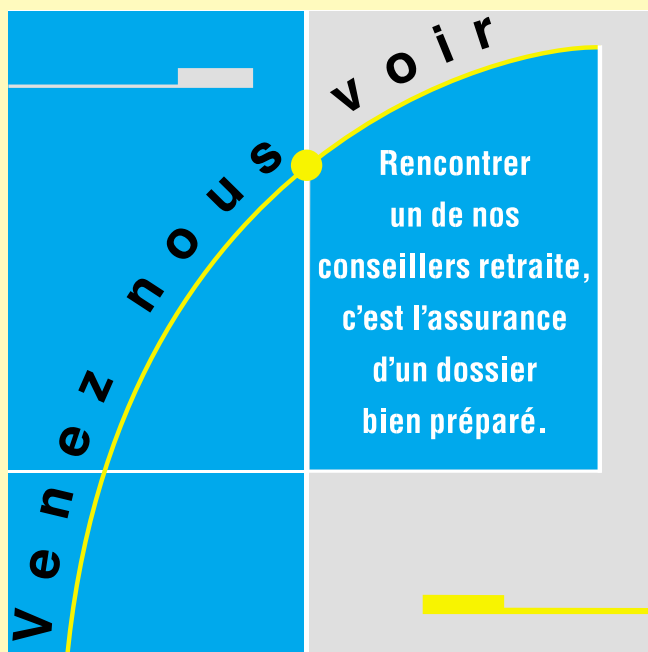 Venez nous voir
Rencontrer
un de nos
conseillers retraite,
c’est l’assurance
d’un dossier
bien préparé.